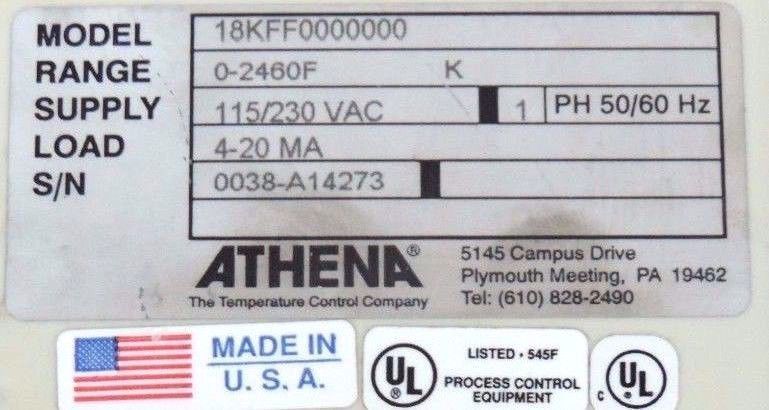 MODEL 18KFF0000000
RANGE 0-2460F K
SUPPLY 115/230 VAC 1 PH 50/60 Hz
LOAD 4-20 MA
S/N 0038-A14273
ATHENA®
The Temperature Control Company
5145 Campus Drive
Plymouth Meeting, PA 19462
Tel: (610) 828-2490
MADE IN
U. S. A.
UL
LISTED · 545F
PROCESS CONTROL
EQUIPMENT
c UL